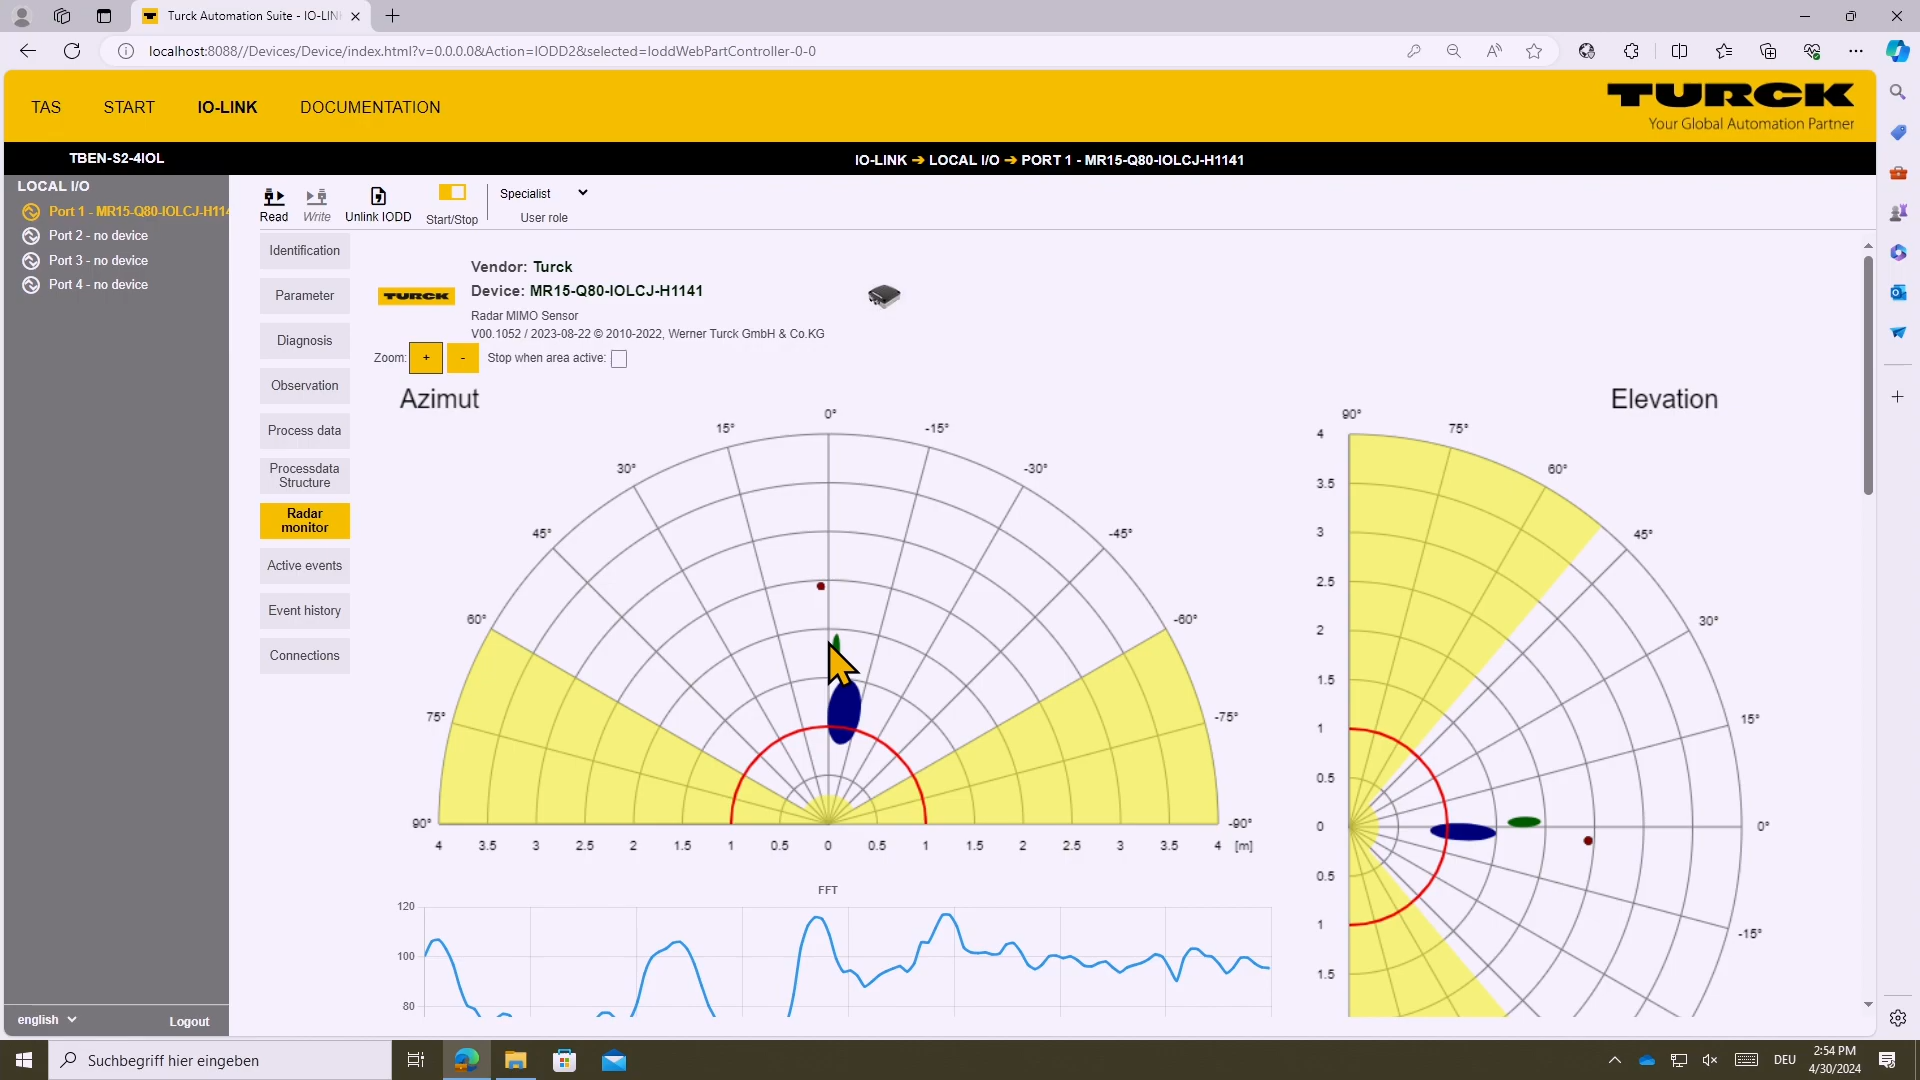 Turck Automation Suite - IO-LIN
localhost:8088//Devices/Device/index.html?v=0.0.0.0&Action=IODD2&selected=IoddWebPartController-0-0
TAS START IO-LINK DOCUMENTATION
TURCK
Your Global Automation Partner
TBEN-S2-4IOL
IO-LINK ➔ LOCAL I/O ➔ PORT 1 - MR15-Q80-IOLCJ-H1141
LOCAL I/O
Port 1 - MR15-Q80-IOLCJ-H114
Port 2 - no device
Port 3 - no device
Port 4 - no device
Read Write Unlink IODD Start/Stop
Specialist
User role
Identification
Parameter
Diagnosis
Observation
Process data
Processdata
Structure
Radar
monitor
Active events
Event history
Connections
TURCK
Vendor: Turck
Device: MR15-Q80-IOLCJ-H1141
Radar MIMO Sensor
V00.1052 / 2023-08-22 © 2010-2022, Werner Turck GmbH & Co.KG
Zoom: + - Stop when area active:
Azimut
0°
15° -15°
30° -30°
45° -45°
60° -60°
75° -75°
90° -90°
4 3.5 3 2.5 2 1.5 1 0.5 0 0.5 1 1.5 2 2.5 3 3.5 4 [m]
Elevation
90°
75°
60°
45°
30°
15°
0°
-15°
4
3.5
3
2.5
2
1.5
1
0.5
0
0.5
1
1.5
FFT
120
100
80
english
Logout
Suchbegriff hier eingeben
DEU
2:54 PM
4/30/2024